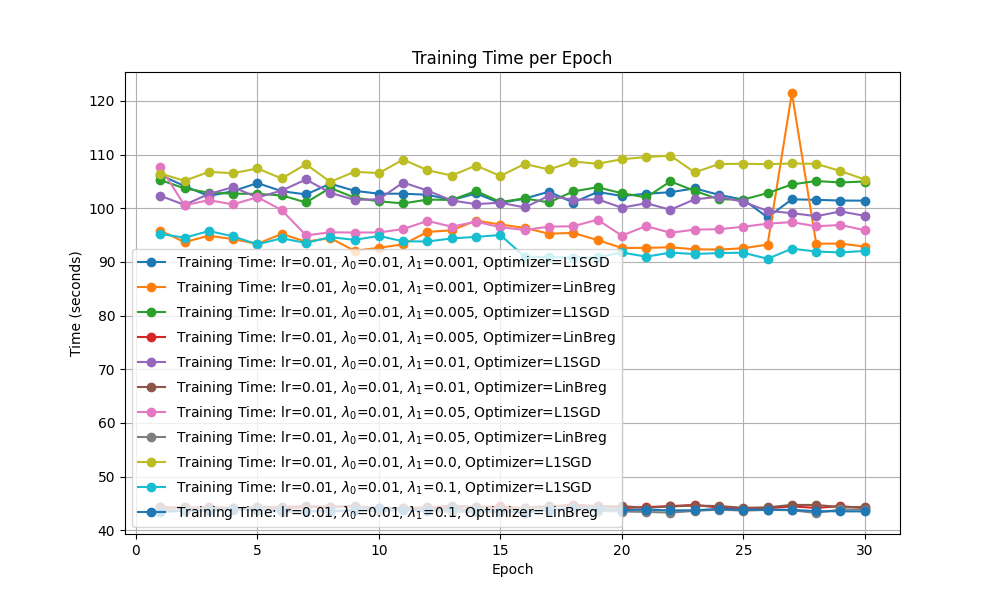 Training Time per Epoch
120
110
100
90
80
70
60
50
40
Time (seconds)
Training Time: lr=0.01, λ₀=0.01, λ₁=0.001, Optimizer=L1SGD
Training Time: lr=0.01, λ₀=0.01, λ₁=0.001, Optimizer=LinBreg
Training Time: lr=0.01, λ₀=0.01, λ₁=0.005, Optimizer=L1SGD
Training Time: lr=0.01, λ₀=0.01, λ₁=0.005, Optimizer=LinBreg
Training Time: lr=0.01, λ₀=0.01, λ₁=0.01, Optimizer=L1SGD
Training Time: lr=0.01, λ₀=0.01, λ₁=0.01, Optimizer=LinBreg
Training Time: lr=0.01, λ₀=0.01, λ₁=0.05, Optimizer=L1SGD
Training Time: lr=0.01, λ₀=0.01, λ₁=0.05, Optimizer=LinBreg
Training Time: lr=0.01, λ₀=0.01, λ₁=0.0, Optimizer=L1SGD
Training Time: lr=0.01, λ₀=0.01, λ₁=0.1, Optimizer=L1SGD
Training Time: lr=0.01, λ₀=0.01, λ₁=0.1, Optimizer=LinBreg
0 5 10 15 20 25 30
Epoch